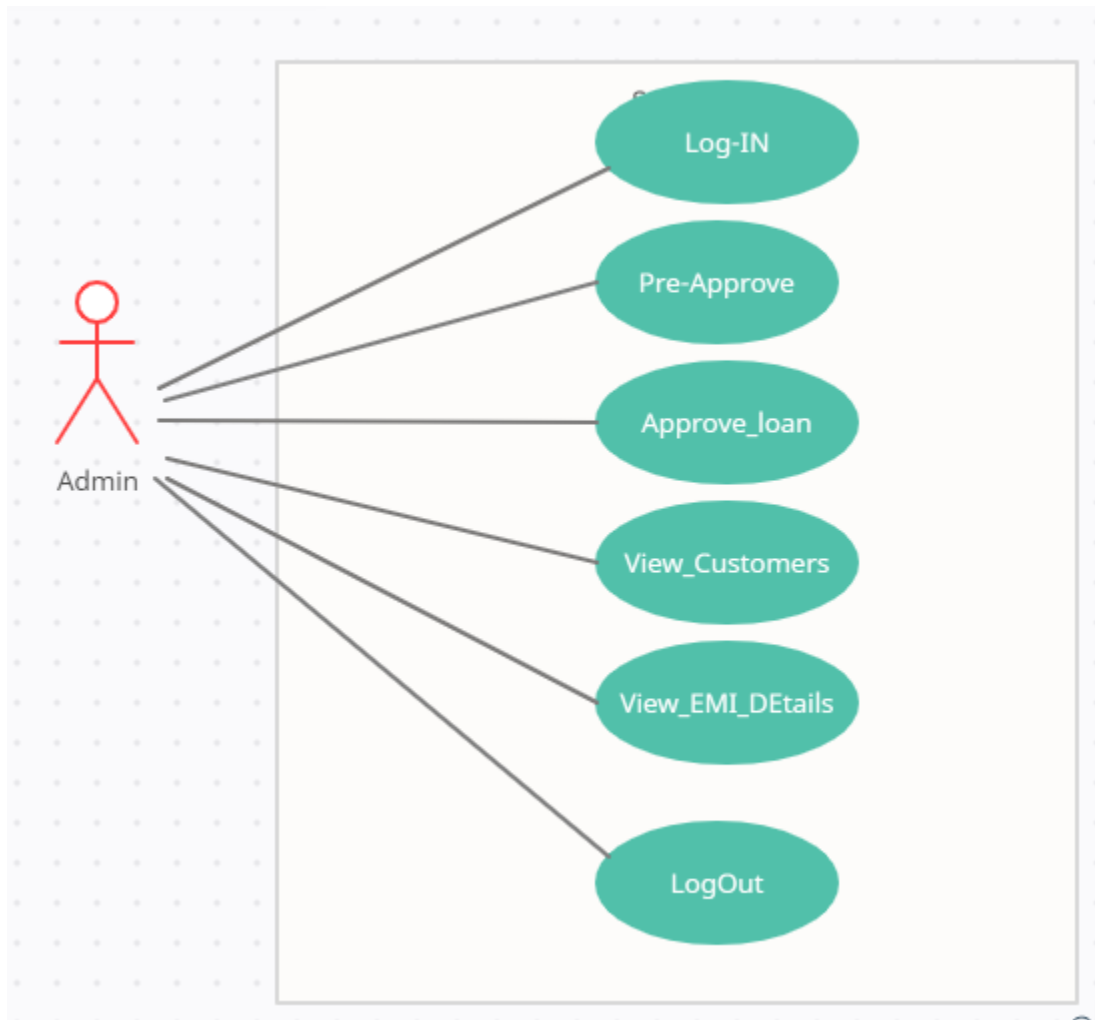 Log-IN
Pre-Approve
Approve_loan
Admin
View_Customers
View_EMI_DEtails
LogOut